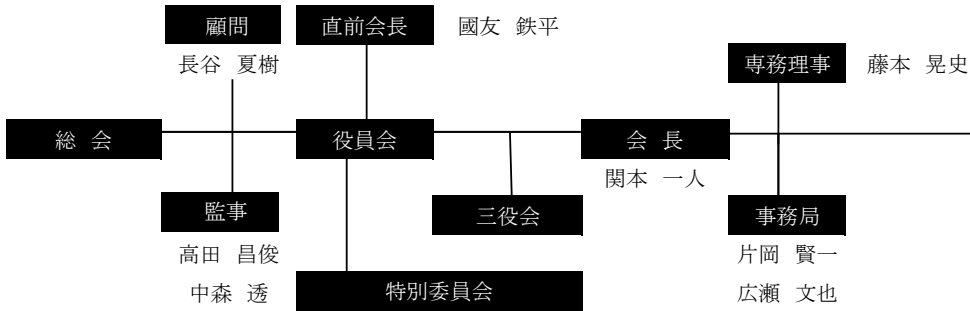 顧問
直前会長 國友 鉄平
長谷 夏樹
専務理事 藤本 晃史
総 会
役員会
会 長
関本 一人
監事
三役会
事務局
高田 昌俊
片岡 賢一
中森 透
特別委員会
広瀬 文也